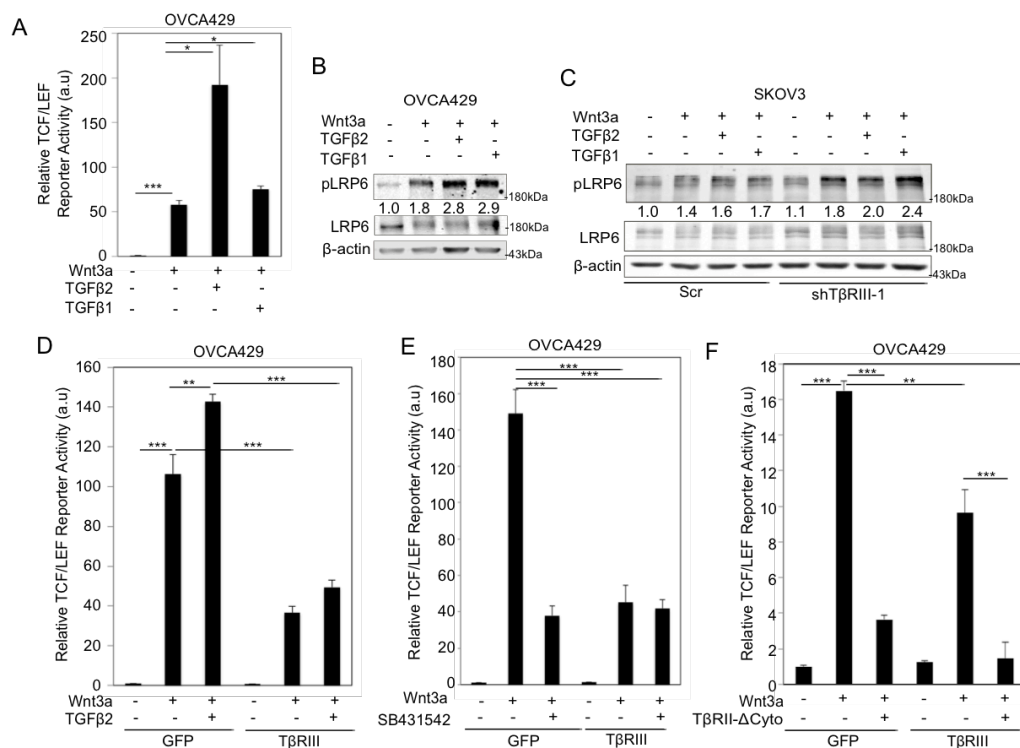 A
OVCA429
Relative TCF/LEF
Reporter Activity (a.u)
250
200
150
100
50
0
***
*
*
Wnt3a - + + +
TGFβ2 - - + -
TGFβ1 - - - +
B
OVCA429
Wnt3a - + + +
TGFβ2 - - + -
TGFβ1 - - - +
pLRP6
-180kDa
1.0 1.8 2.8 2.9
LRP6
-180kDa
β-actin
-43kDa
C
SKOV3
Wnt3a - + + + - + + +
TGFβ2 - - + - - - + -
TGFβ1 - - - + - - - +
pLRP6
-180kDa
1.0 1.4 1.6 1.7 1.1 1.8 2.0 2.4
LRP6
-180kDa
β-actin
-43kDa
Scr shTβRIII-1
D
OVCA429
Relative TCF/LEF Reporter Activity (a.u)
160
140
120
100
80
60
40
20
0
** ***
*** ***
Wnt3a - + + - + +
TGFβ2 - - + - - +
GFP TβRIII
E
OVCA429
Relative TCF/LEF Reporter Activity (a.u)
180
160
140
120
100
80
60
40
20
0
***
***
***
Wnt3a - + + - + +
SB431542 - - + - - +
GFP TβRIII
F
OVCA429
Relative TCF/LEF Reporter Activity (a.u)
18
16
14
12
10
8
6
4
2
0
*** *** **
***
Wnt3a - + + - + +
TβRII-ΔCyto - - + - - +
GFP TβRIII